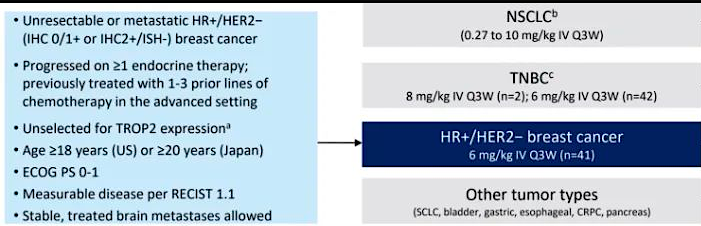 • Unresectable or metastatic HR+/HER2−
(IHC 0/1+ or IHC2+/ISH-) breast cancer
• Progressed on ≥1 endocrine therapy;
previously treated with 1-3 prior lines of
chemotherapy in the advanced setting
• Unselected for TROP2 expressionᵃ
• Age ≥18 years (US) or ≥20 years (Japan)
• ECOG PS 0-1
• Measurable disease per RECIST 1.1
• Stable, treated brain metastases allowed
NSCLCᵇ
(0.27 to 10 mg/kg IV Q3W)
TNBCᶜ
8 mg/kg IV Q3W (n=2); 6 mg/kg IV Q3W (n=42)
HR+/HER2− breast cancer
6 mg/kg IV Q3W (n=41)
Other tumor types
(SCLC, bladder, gastric, esophageal, CRPC, pancreas)